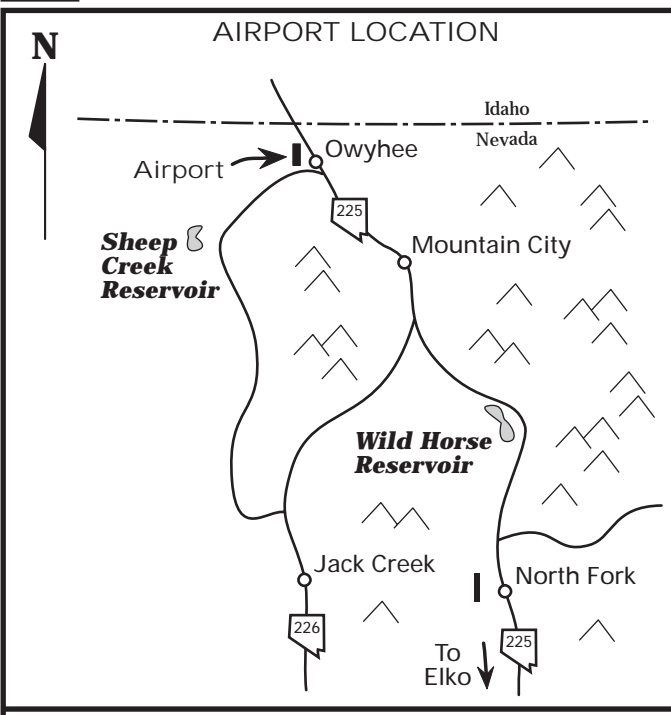 AIRPORT LOCATION
N
Idaho
Nevada
Owyhee
Airport
225
Sheep
Creek
Reservoir
Mountain City
Wild Horse
Reservoir
Jack Creek
North Fork
226
225
To
Elko